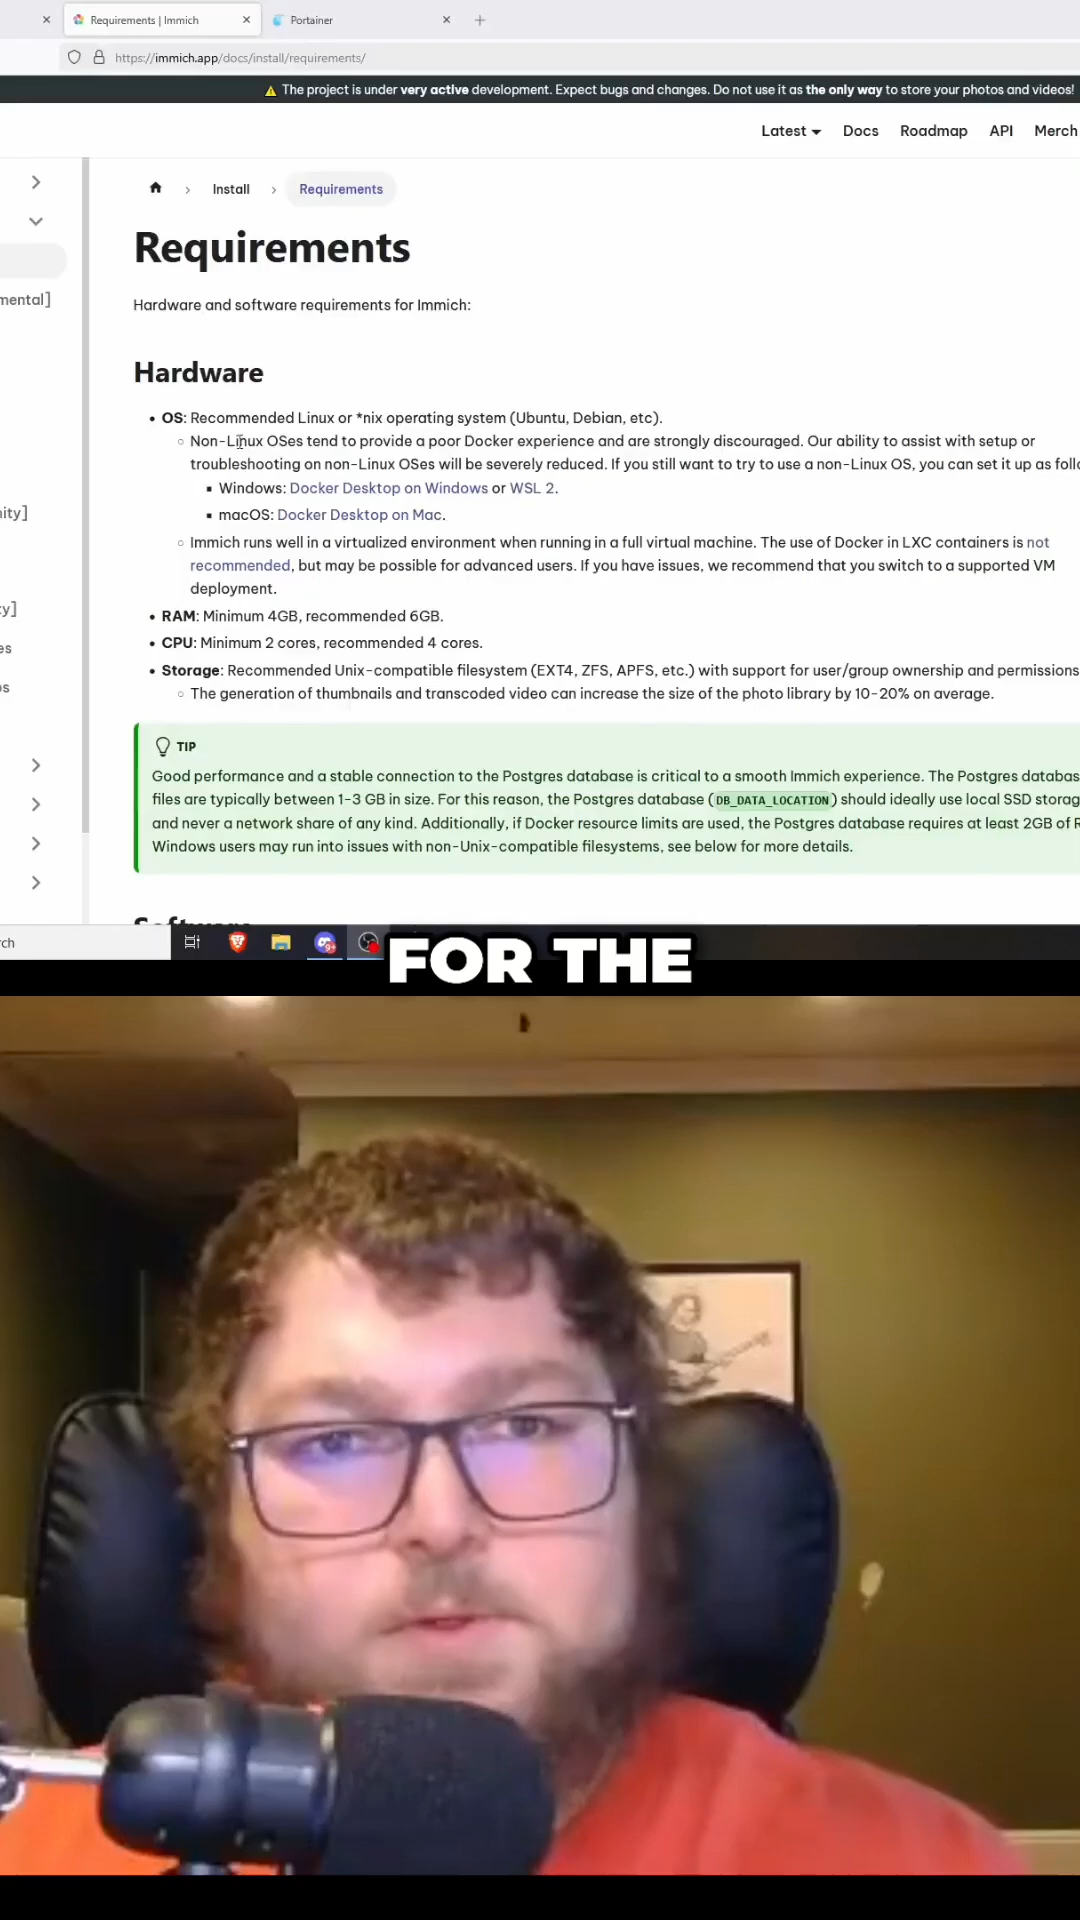 Requirements | Immich
Portainer
https://immich.app/docs/install/requirements/
The project is under very active development. Expect bugs and changes. Do not use it as the only way to store your photos and videos!
Latest
Docs
Roadmap
API
Merch
Install
Requirements
mental]
nity]
y]
es
os
Requirements
Hardware and software requirements for Immich:
Hardware
• OS: Recommended Linux or *nix operating system (Ubuntu, Debian, etc).
Non-Linux OSes tend to provide a poor Docker experience and are strongly discouraged. Our ability to assist with setup or
troubleshooting on non-Linux OSes will be severely reduced. If you still want to try to use a non-Linux OS, you can set it up as follo
Windows: Docker Desktop on Windows or WSL 2.
macOS: Docker Desktop on Mac.
Immich runs well in a virtualized environment when running in a full virtual machine. The use of Docker in LXC containers is not
recommended, but may be possible for advanced users. If you have issues, we recommend that you switch to a supported VM
deployment.
• RAM: Minimum 4GB, recommended 6GB.
• CPU: Minimum 2 cores, recommended 4 cores.
• Storage: Recommended Unix-compatible filesystem (EXT4, ZFS, APFS, etc.) with support for user/group ownership and permissions
The generation of thumbnails and transcoded video can increase the size of the photo library by 10-20% on average.
TIP
Good performance and a stable connection to the Postgres database is critical to a smooth Immich experience. The Postgres databas
files are typically between 1-3 GB in size. For this reason, the Postgres database (DB_DATA_LOCATION) should ideally use local SSD storag
and never a network share of any kind. Additionally, if Docker resource limits are used, the Postgres database requires at least 2GB of R
Windows users may run into issues with non-Unix-compatible filesystems, see below for more details.
Software
rch
9+
FOR THE